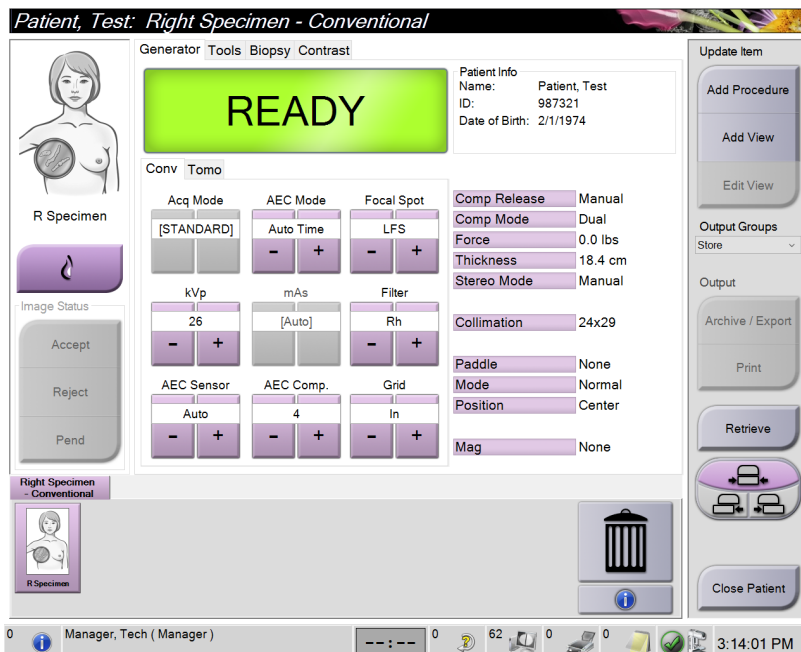 Patient, Test: Right Specimen - Conventional
Generator Tools Biopsy Contrast
READY
Patient Info
Name: Patient, Test
ID: 987321
Date of Birth: 2/1/1974
Update Item
Add Procedure
Add View
Edit View
Output Groups
Store
Output
Archive / Export
Print
Retrieve
Close Patient
R Specimen
Image Status
Accept
Reject
Pend
Conv Tomo
Acq Mode AEC Mode Focal Spot
[STANDARD] Auto Time LFS
- + - +
kVp mAs Filter
26 [Auto] Rh
- + - +
AEC Sensor AEC Comp. Grid
Auto 4 In
- + - + - +
Comp Release Manual
Comp Mode Dual
Force 0.0 lbs
Thickness 18.4 cm
Stereo Mode Manual
Collimation 24x29
Paddle None
Mode Normal
Position Center
Mag None
Right Specimen
- Conventional
R Specimen
0 Manager, Tech ( Manager ) --:-- 0 62 0 0 3:14:01 PM